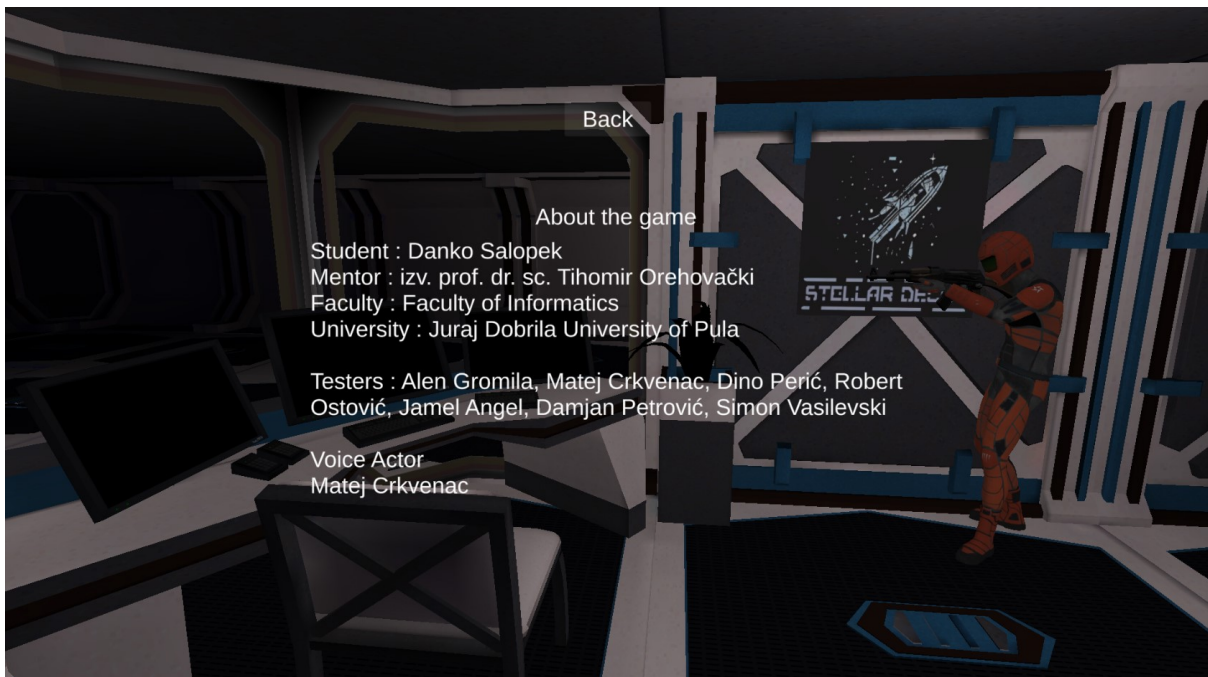 Back
About the game
Student : Danko Salopek
Mentor : izv. prof. dr. sc. Tihomir Orehovački
Faculty : Faculty of Informatics
University : Juraj Dobrila University of Pula
Testers : Alen Gromila, Matej Crkvenac, Dino Perić, Robert
Ostović, Jamel Angel, Damjan Petrović, Simon Vasilevski
Voice Actor
Matej Crkvenac
STELLAR